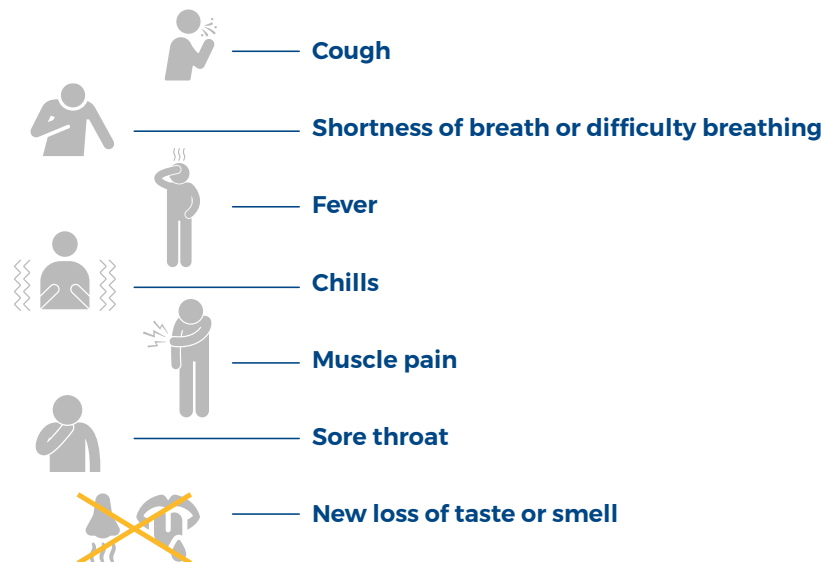 Cough
Shortness of breath or difficulty breathing
Fever
Chills
Muscle pain
Sore throat
New loss of taste or smell